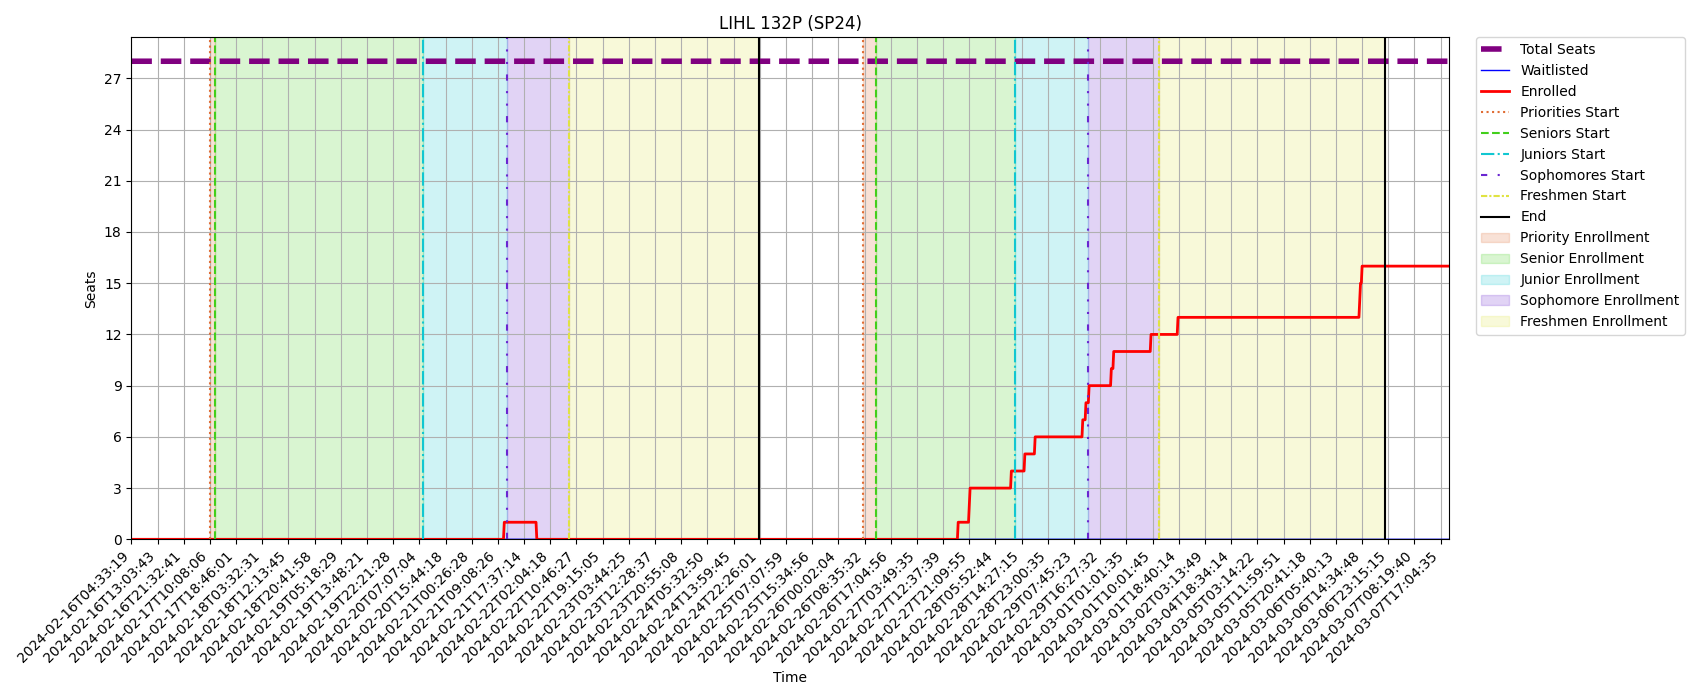 LIHL 132P (SP24)
Total Seats
Waitlisted
Enrolled
Priorities Start
Seniors Start
Juniors Start
Sophomores Start
Freshmen Start
End
Priority Enrollment
Senior Enrollment
Junior Enrollment
Sophomore Enrollment
Freshmen Enrollment
Seats
27
24
21
18
15
12
9
6
3
0
2024-02-16T04:33:19
2024-02-16T13:03:43
2024-02-16T21:32:41
2024-02-17T10:08:06
2024-02-17T18:46:01
2024-02-18T03:32:31
2024-02-18T12:13:45
2024-02-18T20:41:58
2024-02-19T05:18:29
2024-02-19T13:48:21
2024-02-19T22:21:28
2024-02-20T07:07:04
2024-02-20T15:44:18
2024-02-21T00:26:28
2024-02-21T09:08:26
2024-02-21T17:37:14
2024-02-22T02:04:18
2024-02-22T10:46:27
2024-02-22T19:15:05
2024-02-23T03:44:25
2024-02-23T12:28:37
2024-02-23T20:55:08
2024-02-24T05:32:50
2024-02-24T13:59:45
2024-02-24T22:26:01
2024-02-25T07:07:59
2024-02-25T15:34:56
2024-02-26T00:02:04
2024-02-26T08:35:32
2024-02-26T17:04:56
2024-02-27T03:49:35
2024-02-27T12:37:39
2024-02-27T21:09:55
2024-02-28T05:52:44
2024-02-28T14:27:15
2024-02-28T23:00:35
2024-02-29T07:45:23
2024-02-29T16:27:32
2024-03-01T01:01:35
2024-03-01T10:01:45
2024-03-01T18:40:14
2024-03-02T03:13:49
2024-03-04T18:34:14
2024-03-05T03:14:22
2024-03-05T11:59:51
2024-03-05T20:41:18
2024-03-06T05:40:13
2024-03-06T14:34:48
2024-03-06T23:15:15
2024-03-07T08:19:40
2024-03-07T17:04:35
Time